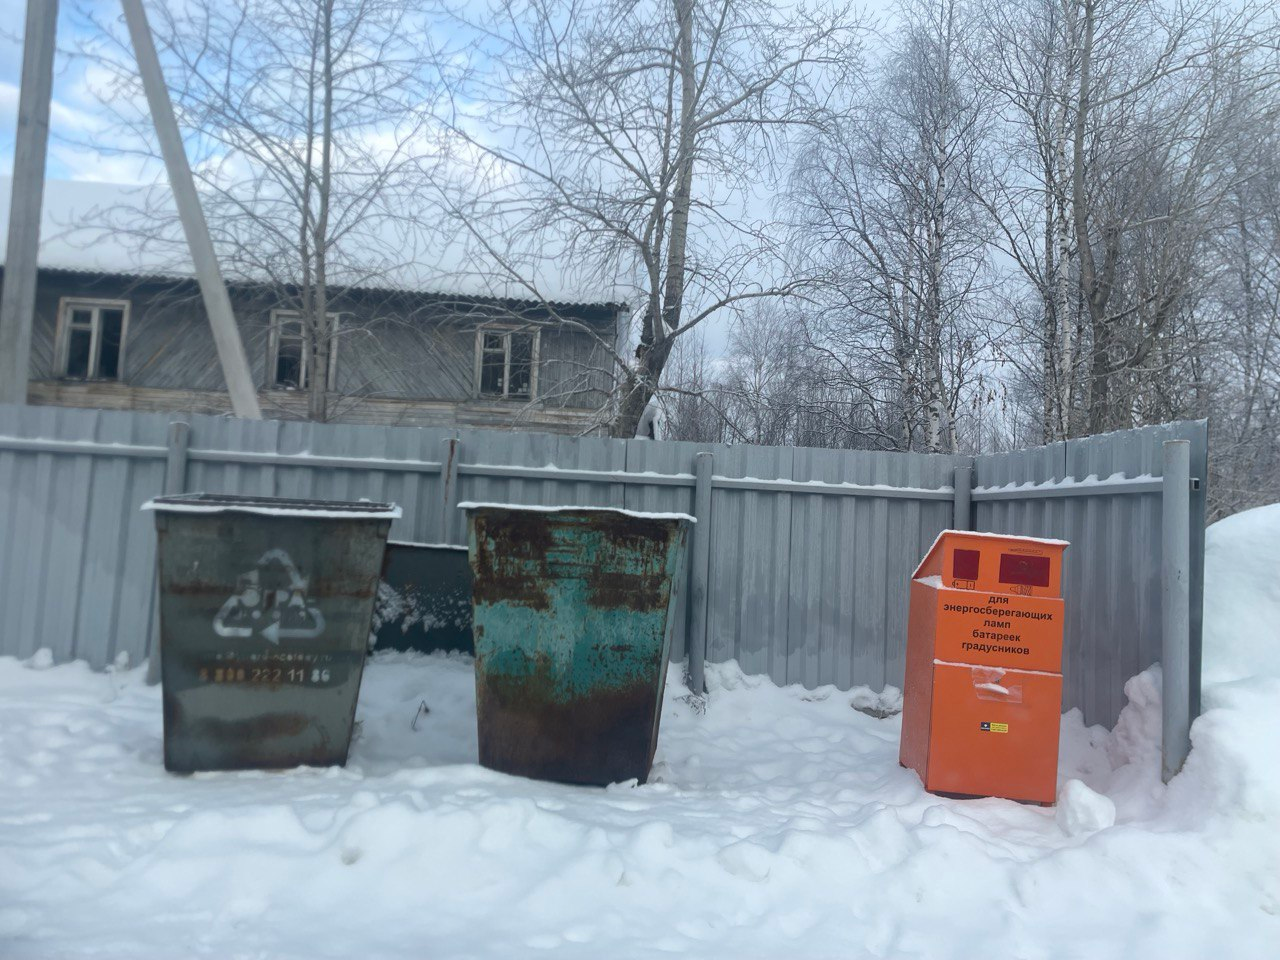 8 800 222 11 86
для
энергосберегающих
ламп
батареек
градусников